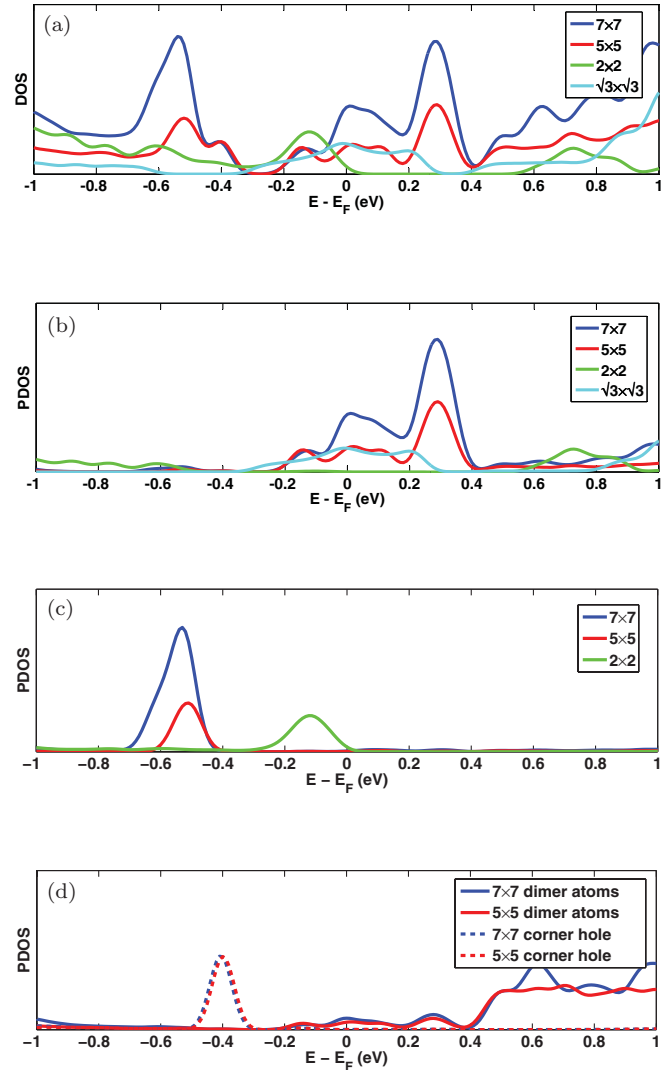 (a)
DOS
7×7
5×5
2×2
√3×√3
-1 -0.8 -0.6 -0.4 -0.2 0 0.2 0.4 0.6 0.8 1
E - E_F (eV)
(b)
PDOS
7×7
5×5
2×2
√3×√3
-1 -0.8 -0.6 -0.4 -0.2 0 0.2 0.4 0.6 0.8 1
E - E_F (eV)
(c)
PDOS
7×7
5×5
2×2
−1 −0.8 −0.6 −0.4 −0.2 0 0.2 0.4 0.6 0.8 1
E − E_F (eV)
(d)
PDOS
7×7 dimer atoms
5×5 dimer atoms
7×7 corner hole
5×5 corner hole
−1 −0.8 −0.6 −0.4 −0.2 0 0.2 0.4 0.6 0.8 1
E − E_F (eV)